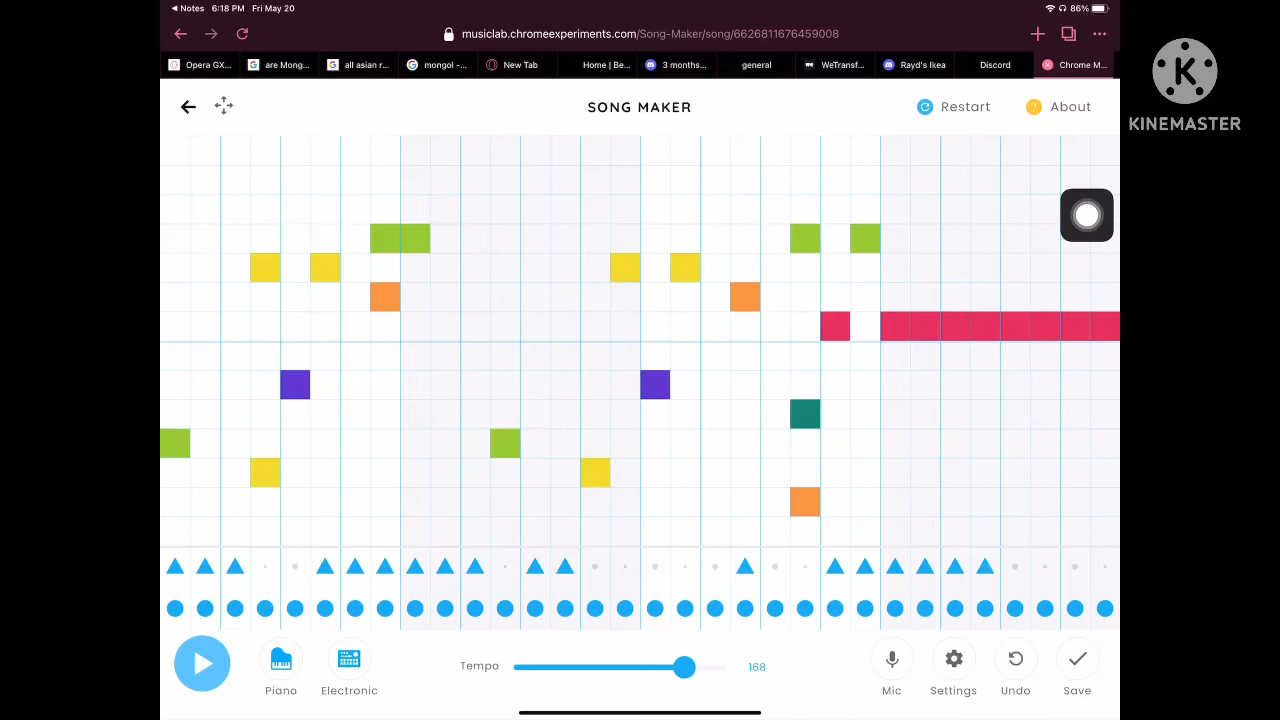 Notes 6:18 PM Fri May 20 86%
musiclab.chromeexperiments.com/Song-Maker/song/6626811676459008
Opera GX... are Mong... all asian r... mongol -... New Tab Home | Be... 3 months... general WeTransf... Rayd's Ikea Discord Chrome M...
K
KINEMASTER
SONG MAKER
Restart
? About
Tempo 168
Piano Electronic Mic Settings Undo Save